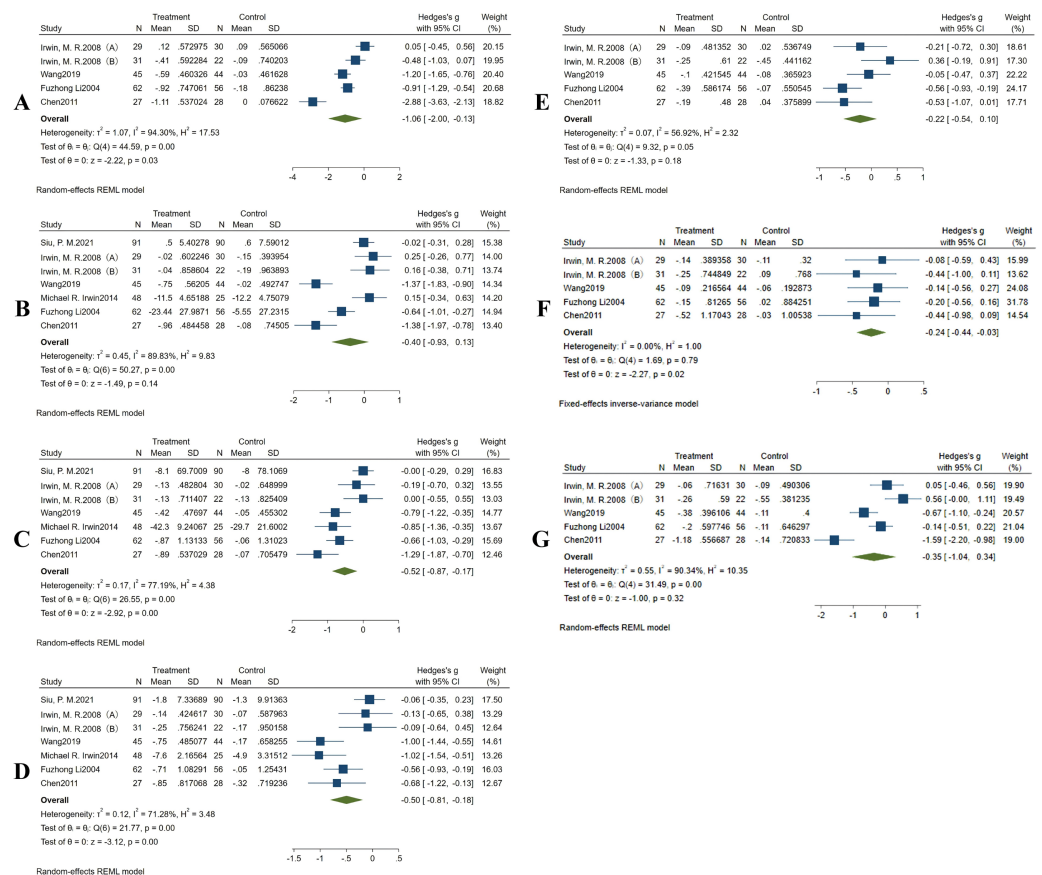 A
Treatment Control Hedges's g Weight
Study N Mean SD N Mean SD with 95% CI (%)
Irwin, M. R.2008（A） 29 .12 .572975 30 .09 .565066 0.05 [ -0.45, 0.56] 20.15
Irwin, M. R.2008（B） 31 -.41 .592284 22 -.09 .740203 -0.48 [ -1.03, 0.07] 19.95
Wang2019 45 -.59 .460326 44 -.03 .461628 -1.20 [ -1.65, -0.76] 20.40
Fuzhong Li2004 62 -.92 .747061 56 -.18 .86238 -0.91 [ -1.29, -0.54] 20.68
Chen2011 27 -1.11 .537024 28 0 .076622 -2.88 [ -3.63, -2.13] 18.82
Overall -1.06 [ -2.00, -0.13]
Heterogeneity: τ² = 1.07, I² = 94.30%, H² = 17.53
Test of θᵢ = θⱼ: Q(4) = 44.59, p = 0.00
Test of θ = 0: z = -2.22, p = 0.03
-4 -2 0 2
Random-effects REML model
B
Treatment Control Hedges's g Weight
Study N Mean SD N Mean SD with 95% CI (%)
Siu, P. M.2021 91 .5 5.40278 90 .6 7.59012 -0.02 [ -0.31, 0.28] 15.38
Irwin, M. R.2008（A） 29 -.02 .602246 30 -.15 .393954 0.25 [ -0.26, 0.77] 14.00
Irwin, M. R.2008（B） 31 -.04 .858604 22 -.19 .963893 0.16 [ -0.38, 0.71] 13.74
Wang2019 45 -.75 .56205 44 -.02 .492747 -1.37 [ -1.83, -0.90] 14.34
Michael R. Irwin2014 48 -11.5 4.65188 25 -12.2 4.75079 0.15 [ -0.34, 0.63] 14.20
Fuzhong Li2004 62 -23.44 27.9871 56 -5.55 27.2315 -0.64 [ -1.01, -0.27] 14.94
Chen2011 27 -.96 .484458 28 -.08 .74505 -1.38 [ -1.97, -0.78] 13.40
Overall -0.40 [ -0.93, 0.13]
Heterogeneity: τ² = 0.45, I² = 89.83%, H² = 9.83
Test of θᵢ = θⱼ: Q(6) = 50.27, p = 0.00
Test of θ = 0: z = -1.49, p = 0.14
-2 -1 0 1
Random-effects REML model
C
Treatment Control Hedges's g Weight
Study N Mean SD N Mean SD with 95% CI (%)
Siu, P. M.2021 91 -8.1 69.7009 90 -8 78.1069 -0.00 [ -0.29, 0.29] 16.83
Irwin, M. R.2008（A） 29 -.13 .482804 30 -.02 .648999 -0.19 [ -0.70, 0.32] 13.55
Irwin, M. R.2008（B） 31 -.13 .711407 22 -.13 .825409 0.00 [ -0.55, 0.55] 13.03
Wang2019 45 -.42 .47697 44 -.05 .455302 -0.79 [ -1.22, -0.35] 14.77
Michael R. Irwin2014 48 -42.3 9.24067 25 -29.7 21.6002 -0.85 [ -1.36, -0.35] 13.67
Fuzhong Li2004 62 -.87 1.13133 56 -.06 1.31023 -0.66 [ -1.03, -0.29] 15.69
Chen2011 27 -.89 .537029 28 -.07 .705479 -1.29 [ -1.87, -0.70] 12.46
Overall -0.52 [ -0.87, -0.17]
Heterogeneity: τ² = 0.17, I² = 77.19%, H² = 4.38
Test of θᵢ = θⱼ: Q(6) = 26.55, p = 0.00
Test of θ = 0: z = -2.92, p = 0.00
-2 -1 0 1
Random-effects REML model
D
Treatment Control Hedges's g Weight
Study N Mean SD N Mean SD with 95% CI (%)
Siu, P. M.2021 91 -1.8 7.33689 90 -1.3 9.91363 -0.06 [ -0.35, 0.23] 17.50
Irwin, M. R.2008（A） 29 -.14 .424617 30 -.07 .587963 -0.13 [ -0.65, 0.38] 13.29
Irwin, M. R.2008（B） 31 -.25 .756241 22 -.17 .950158 -0.09 [ -0.64, 0.45] 12.64
Wang2019 45 -.75 .485077 44 -.17 .658255 -1.00 [ -1.44, -0.55] 14.61
Michael R. Irwin2014 48 -7.6 2.16564 25 -4.9 3.31512 -1.02 [ -1.54, -0.51] 13.26
Fuzhong Li2004 62 -.71 1.08291 56 -.05 1.25431 -0.56 [ -0.93, -0.19] 16.03
Chen2011 27 -.85 .817068 28 -.32 .719236 -0.68 [ -1.22, -0.13] 12.67
Overall -0.50 [ -0.81, -0.18]
Heterogeneity: τ² = 0.12, I² = 71.28%, H² = 3.48
Test of θᵢ = θⱼ: Q(6) = 21.77, p = 0.00
Test of θ = 0: z = -3.12, p = 0.00
-1.5 -1 -.5 0 .5
Random-effects REML model
E
Treatment Control Hedges's g Weight
Study N Mean SD N Mean SD with 95% CI (%)
Irwin, M. R.2008（A） 29 -.09 .481352 30 .02 .536749 -0.21 [ -0.72, 0.30] 18.61
Irwin, M. R.2008（B） 31 -.25 .61 22 -.45 .441162 0.36 [ -0.19, 0.91] 17.30
Wang2019 45 -.1 .421545 44 -.08 .365923 -0.05 [ -0.47, 0.37] 22.22
Fuzhong Li2004 62 -.39 .586174 56 -.07 .550545 -0.56 [ -0.93, -0.19] 24.17
Chen2011 27 -.19 .48 28 .04 .375899 -0.53 [ -1.07, 0.01] 17.71
Overall -0.22 [ -0.54, 0.10]
Heterogeneity: τ² = 0.07, I² = 56.92%, H² = 2.32
Test of θᵢ = θⱼ: Q(4) = 9.32, p = 0.05
Test of θ = 0: z = -1.33, p = 0.18
-1 -.5 0 .5 1
Random-effects REML model
F
Treatment Control Hedges's g Weight
Study N Mean SD N Mean SD with 95% CI (%)
Irwin, M. R.2008（A） 29 -.14 .389358 30 -.11 .32 -0.08 [ -0.59, 0.43] 15.99
Irwin, M. R.2008（B） 31 -.25 .744849 22 .09 .768 -0.44 [ -1.00, 0.11] 13.62
Wang2019 45 -.09 .216564 44 -.06 .192873 -0.14 [ -0.56, 0.27] 24.08
Fuzhong Li2004 62 -.15 .81265 56 .02 .884251 -0.20 [ -0.56, 0.16] 31.78
Chen2011 27 -.52 1.17043 28 -.03 1.00538 -0.44 [ -0.98, 0.09] 14.54
Overall -0.24 [ -0.44, -0.03]
Heterogeneity: I² = 0.00%, H² = 1.00
Test of θᵢ = θⱼ: Q(4) = 1.69, p = 0.79
Test of θ = 0: z = -2.27, p = 0.02
-1 -.5 0 .5
Fixed-effects inverse-variance model
G
Treatment Control Hedges's g Weight
Study N Mean SD N Mean SD with 95% CI (%)
Irwin, M. R.2008（A） 29 -.06 .71631 30 -.09 .490306 0.05 [ -0.46, 0.56] 19.90
Irwin, M. R.2008（B） 31 -.26 .59 22 -.55 .381235 0.56 [ -0.00, 1.11] 19.49
Wang2019 45 -.38 .396106 44 -.11 .4 -0.67 [ -1.10, -0.24] 20.57
Fuzhong Li2004 62 -.2 .597746 56 -.11 .646297 -0.14 [ -0.51, 0.22] 21.04
Chen2011 27 -1.18 .556687 28 -.14 .720833 -1.59 [ -2.20, -0.98] 19.00
Overall -0.35 [ -1.04, 0.34]
Heterogeneity: τ² = 0.55, I² = 90.34%, H² = 10.35
Test of θᵢ = θⱼ: Q(4) = 31.49, p = 0.00
Test of θ = 0: z = -1.00, p = 0.32
-2 -1 0 1
Random-effects REML model